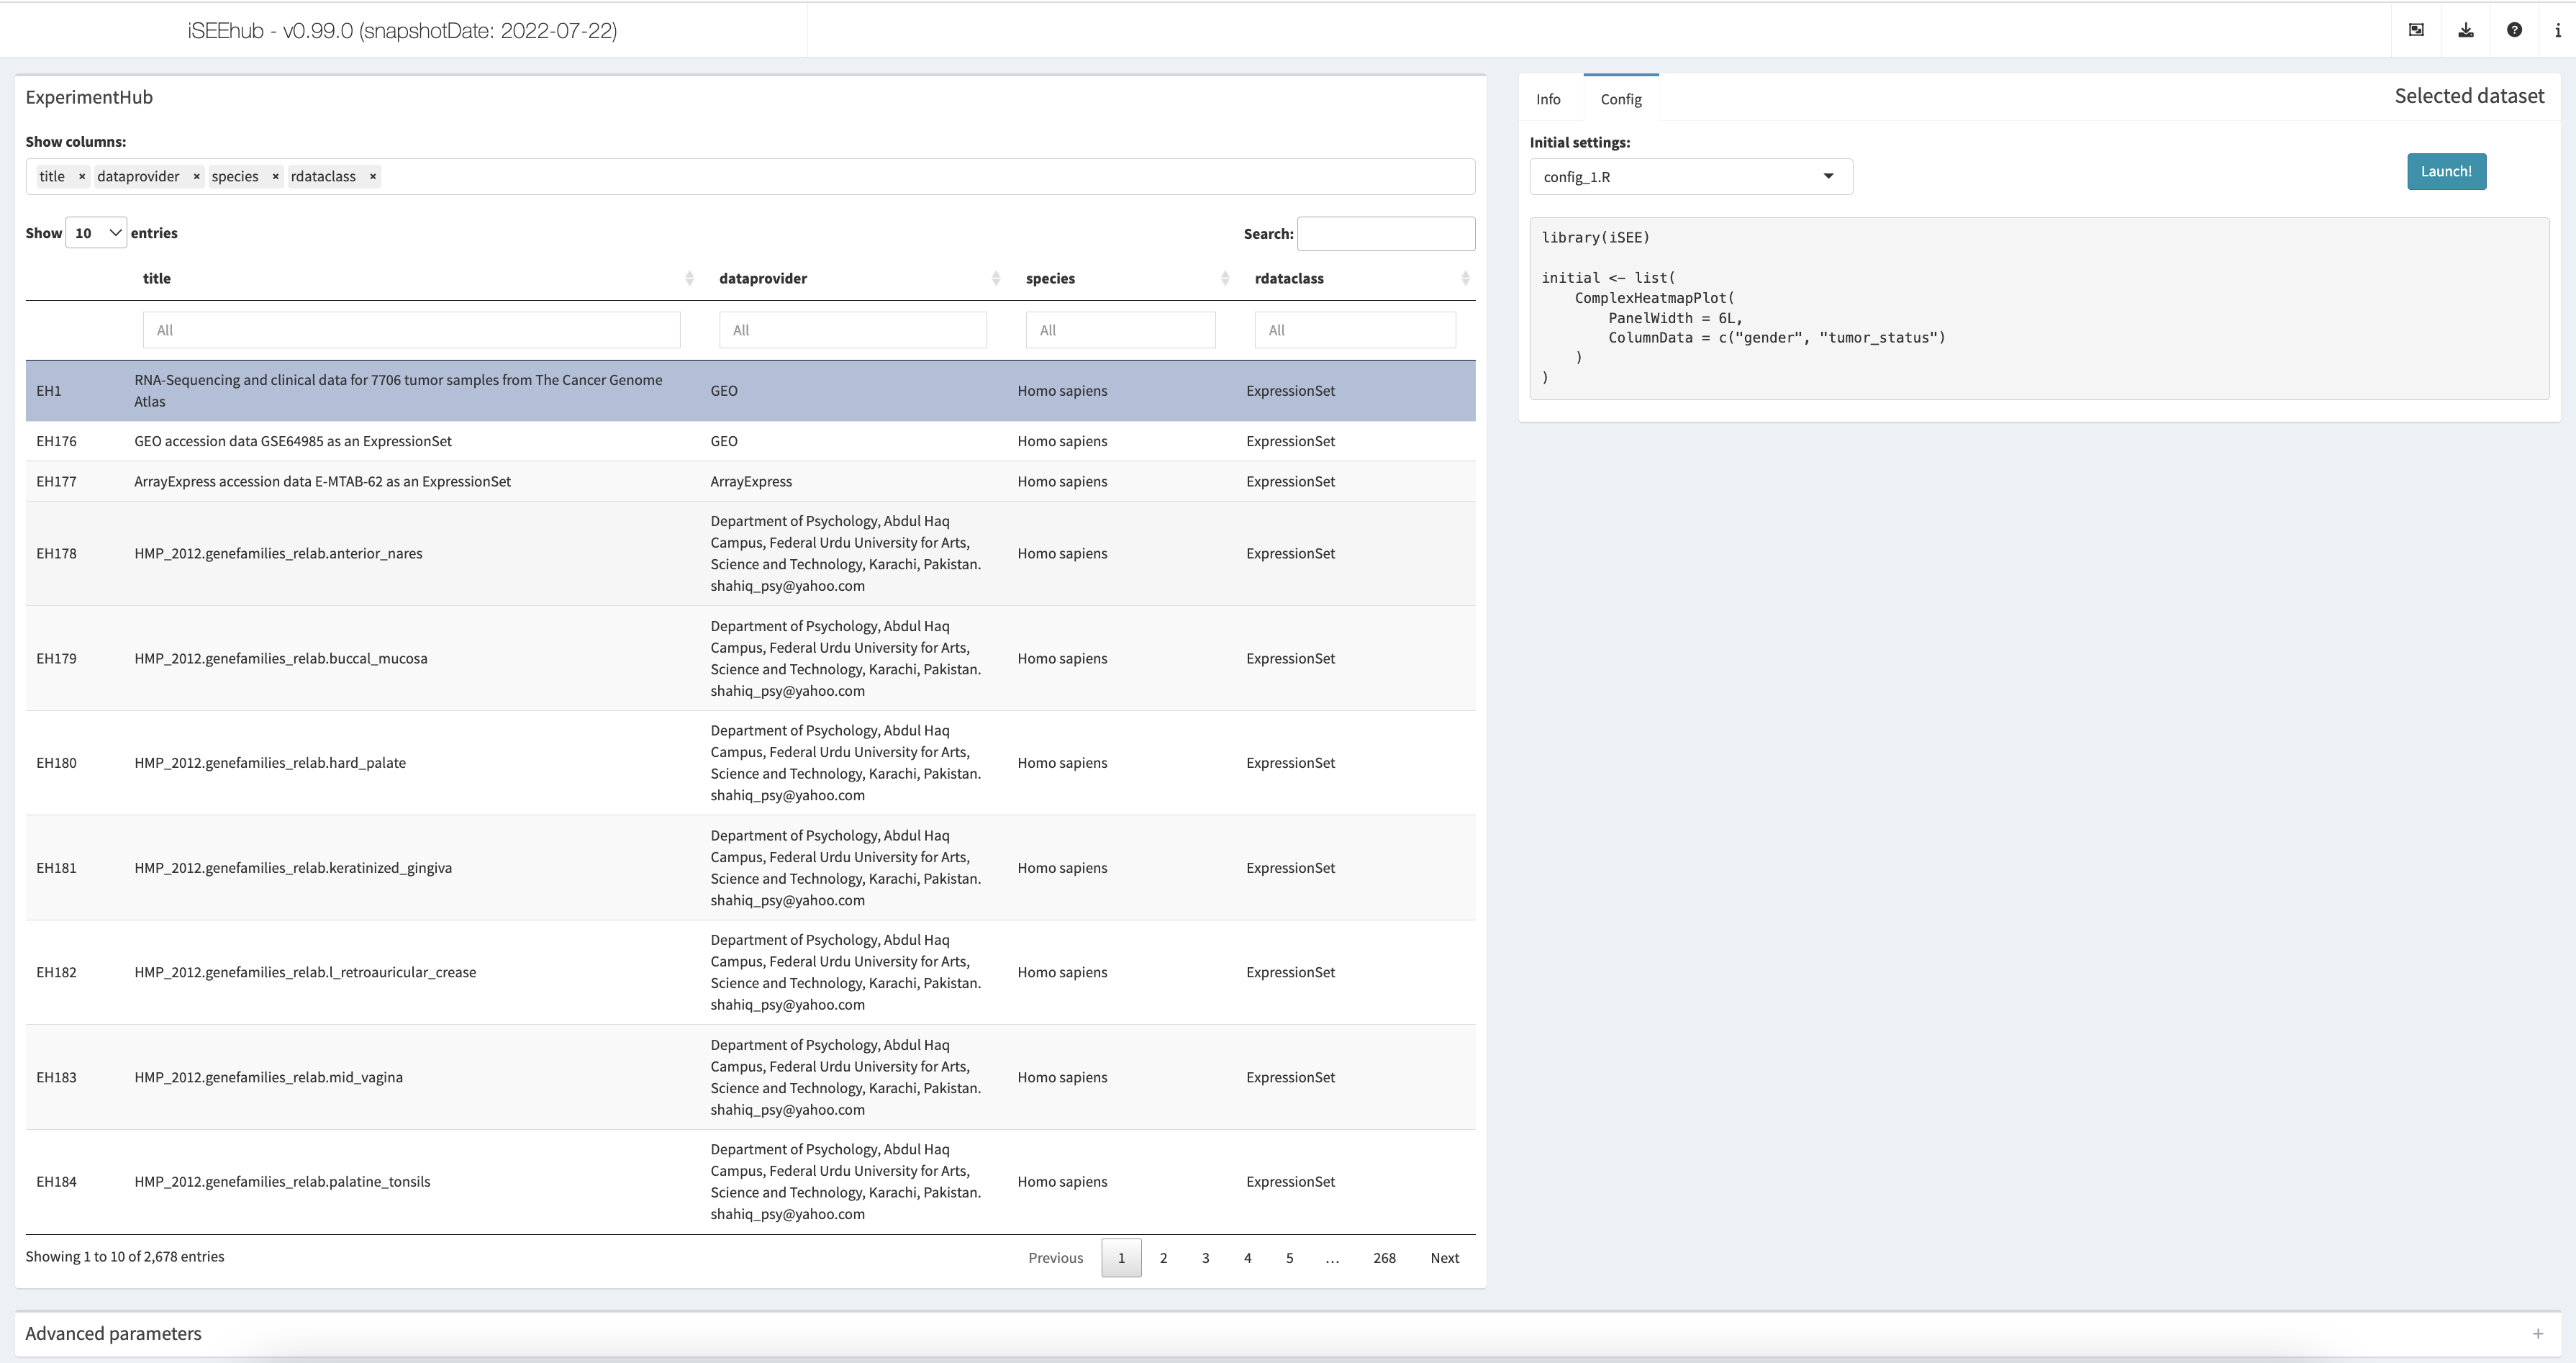 iSEEhub - v0.99.0 (snapshotDate: 2022-07-22)
ExperimentHub
Show columns:
title × dataprovider × species × rdataclass ×
Show 10 entries
Search:
title dataprovider species rdataclass
All All All All
EH1 RNA-Sequencing and clinical data for 7706 tumor samples from The Cancer Genome
Atlas GEO Homo sapiens ExpressionSet
EH176 GEO accession data GSE64985 as an ExpressionSet GEO Homo sapiens ExpressionSet
EH177 ArrayExpress accession data E-MTAB-62 as an ExpressionSet ArrayExpress Homo sapiens ExpressionSet
EH178 HMP_2012.genefamilies_relab.anterior_nares Department of Psychology, Abdul Haq
Campus, Federal Urdu University for Arts,
Science and Technology, Karachi, Pakistan.
shahiq_psy@yahoo.com Homo sapiens ExpressionSet
EH179 HMP_2012.genefamilies_relab.buccal_mucosa Department of Psychology, Abdul Haq
Campus, Federal Urdu University for Arts,
Science and Technology, Karachi, Pakistan.
shahiq_psy@yahoo.com Homo sapiens ExpressionSet
EH180 HMP_2012.genefamilies_relab.hard_palate Department of Psychology, Abdul Haq
Campus, Federal Urdu University for Arts,
Science and Technology, Karachi, Pakistan.
shahiq_psy@yahoo.com Homo sapiens ExpressionSet
EH181 HMP_2012.genefamilies_relab.keratinized_gingiva Department of Psychology, Abdul Haq
Campus, Federal Urdu University for Arts,
Science and Technology, Karachi, Pakistan.
shahiq_psy@yahoo.com Homo sapiens ExpressionSet
EH182 HMP_2012.genefamilies_relab.l_retroauricular_crease Department of Psychology, Abdul Haq
Campus, Federal Urdu University for Arts,
Science and Technology, Karachi, Pakistan.
shahiq_psy@yahoo.com Homo sapiens ExpressionSet
EH183 HMP_2012.genefamilies_relab.mid_vagina Department of Psychology, Abdul Haq
Campus, Federal Urdu University for Arts,
Science and Technology, Karachi, Pakistan.
shahiq_psy@yahoo.com Homo sapiens ExpressionSet
EH184 HMP_2012.genefamilies_relab.palatine_tonsils Department of Psychology, Abdul Haq
Campus, Federal Urdu University for Arts,
Science and Technology, Karachi, Pakistan.
shahiq_psy@yahoo.com Homo sapiens ExpressionSet
Showing 1 to 10 of 2,678 entries
Previous 1 2 3 4 5 … 268 Next
Info Config Selected dataset
Initial settings:
config_1.R
Launch!
library(iSEE)
initial <- list(
ComplexHeatmapPlot(
PanelWidth = 6L,
ColumnData = c("gender", "tumor_status")
)
)
Advanced parameters +